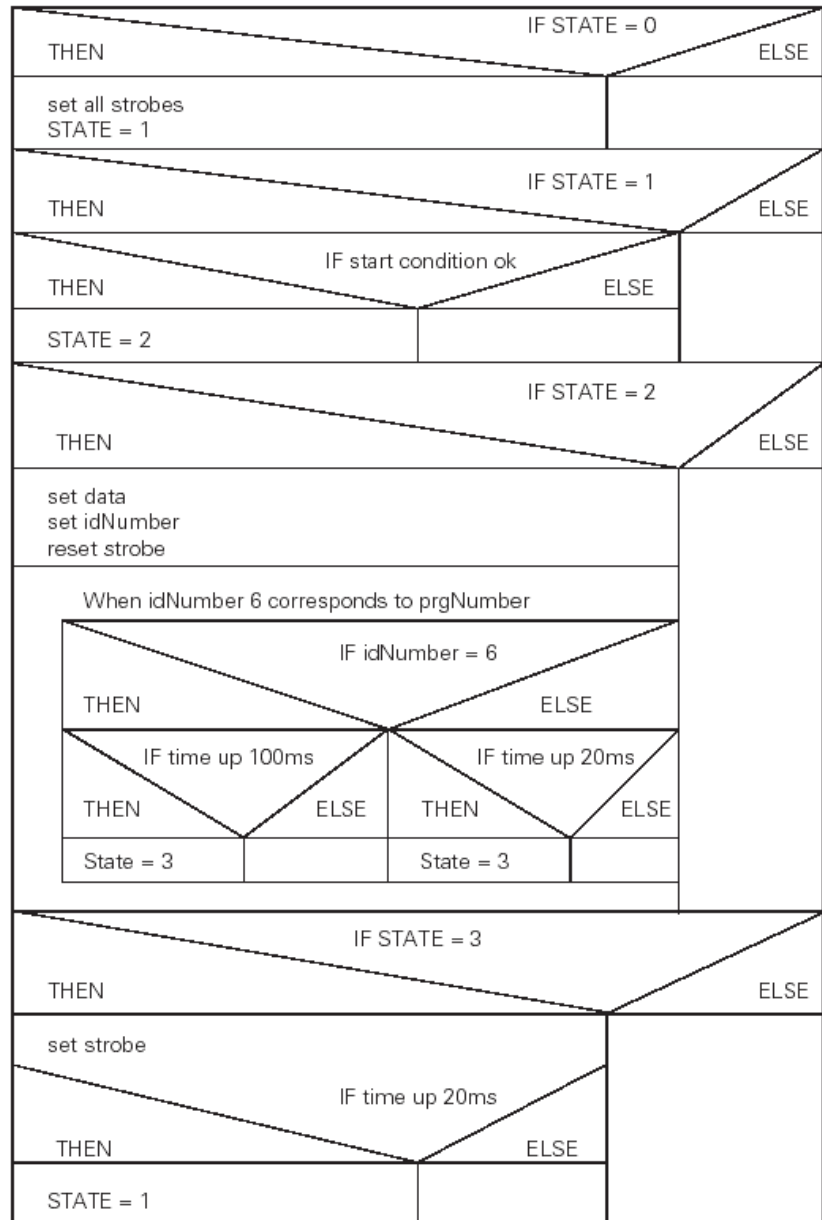 IF STATE = 0
THEN
ELSE
set all strobes
STATE = 1
IF STATE = 1
THEN
ELSE
IF start condition ok
THEN
ELSE
STATE = 2
IF STATE = 2
THEN
ELSE
set data
set idNumber
reset strobe
When idNumber 6 corresponds to prgNumber
IF idNumber = 6
THEN
ELSE
IF time up 100ms
IF time up 20ms
THEN
ELSE
THEN
ELSE
State = 3
State = 3
IF STATE = 3
THEN
ELSE
set strobe
IF time up 20ms
THEN
ELSE
STATE = 1